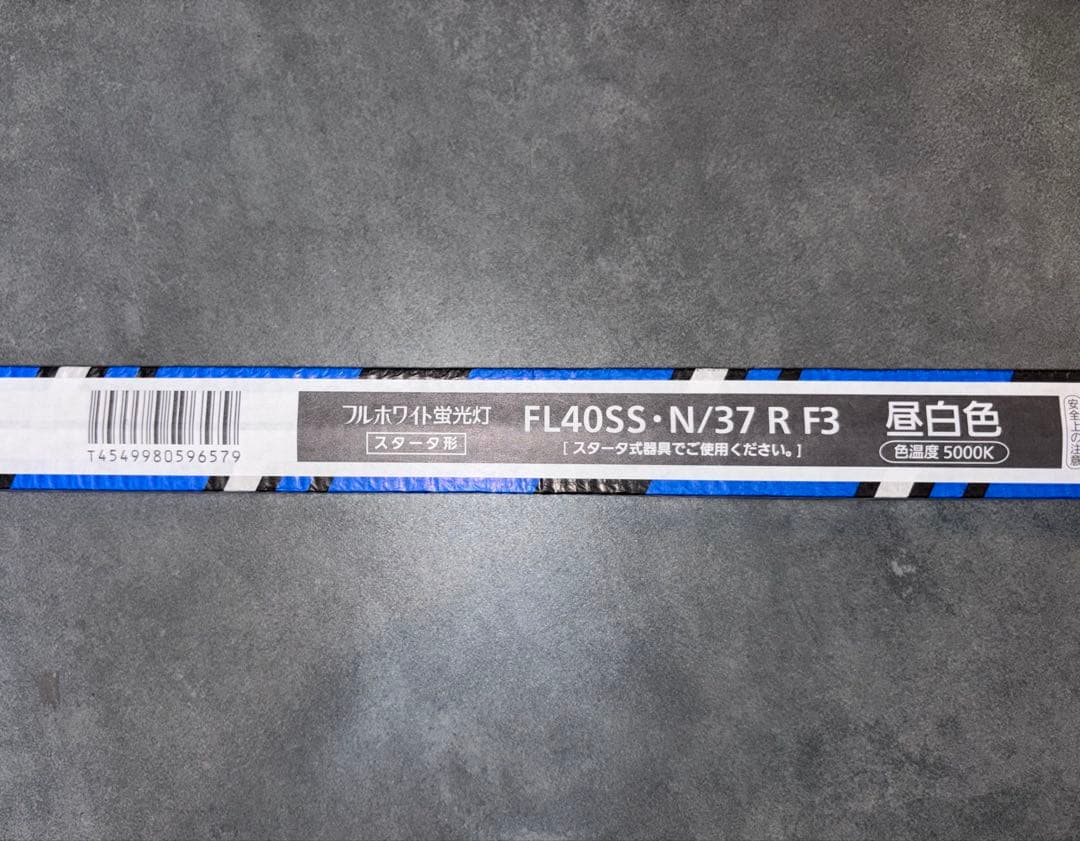 T4549980596579
フルホワイト蛍光灯
スタータ形
FL40SS・N/37 R F3
[ スタータ式器具でご使用ください。]
昼白色
色温度 5000K
安全上の注意